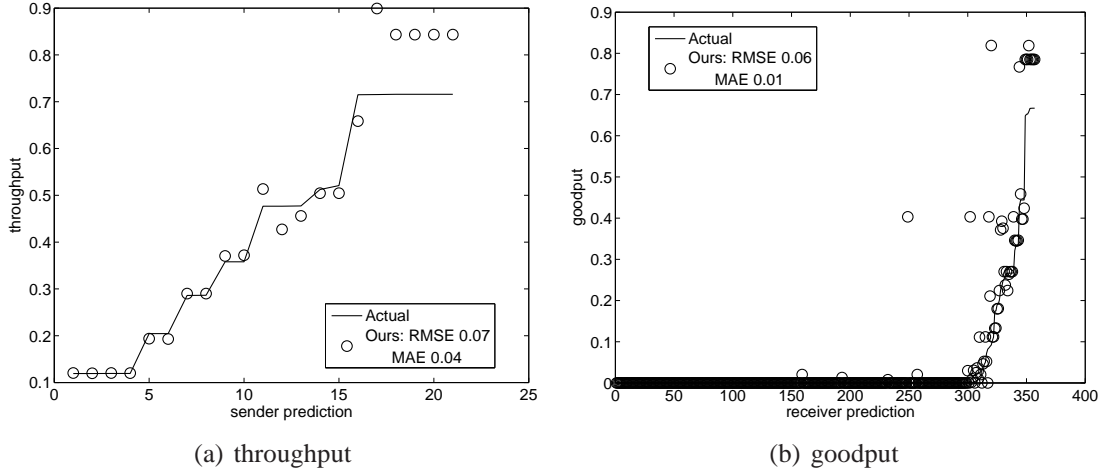 0.9
0.8
0.7
0.6
0.5
0.4
0.3
0.2
0.1
throughput
0 5 10 15 20 25
sender prediction
Actual
Ours: RMSE 0.07
MAE 0.04
(a) throughput
0.9
0.8
0.7
0.6
0.5
0.4
0.3
0.2
0.1
0
goodput
0 50 100 150 200 250 300 350 400
receiver prediction
Actual
Ours: RMSE 0.06
MAE 0.01
(b) goodput